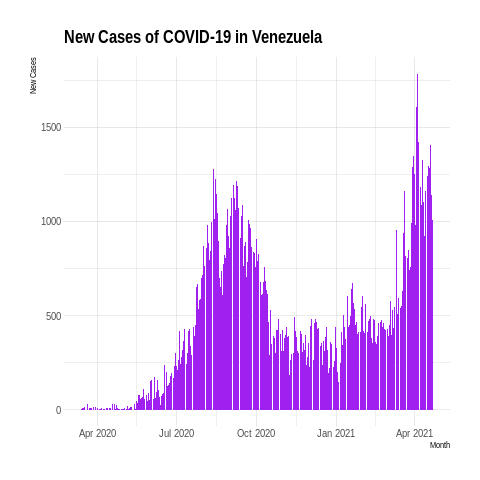 New Cases of COVID-19 in Venezuela
New Cases
1500
1000
500
0
Apr 2020 Jul 2020 Oct 2020 Jan 2021 Apr 2021
Month